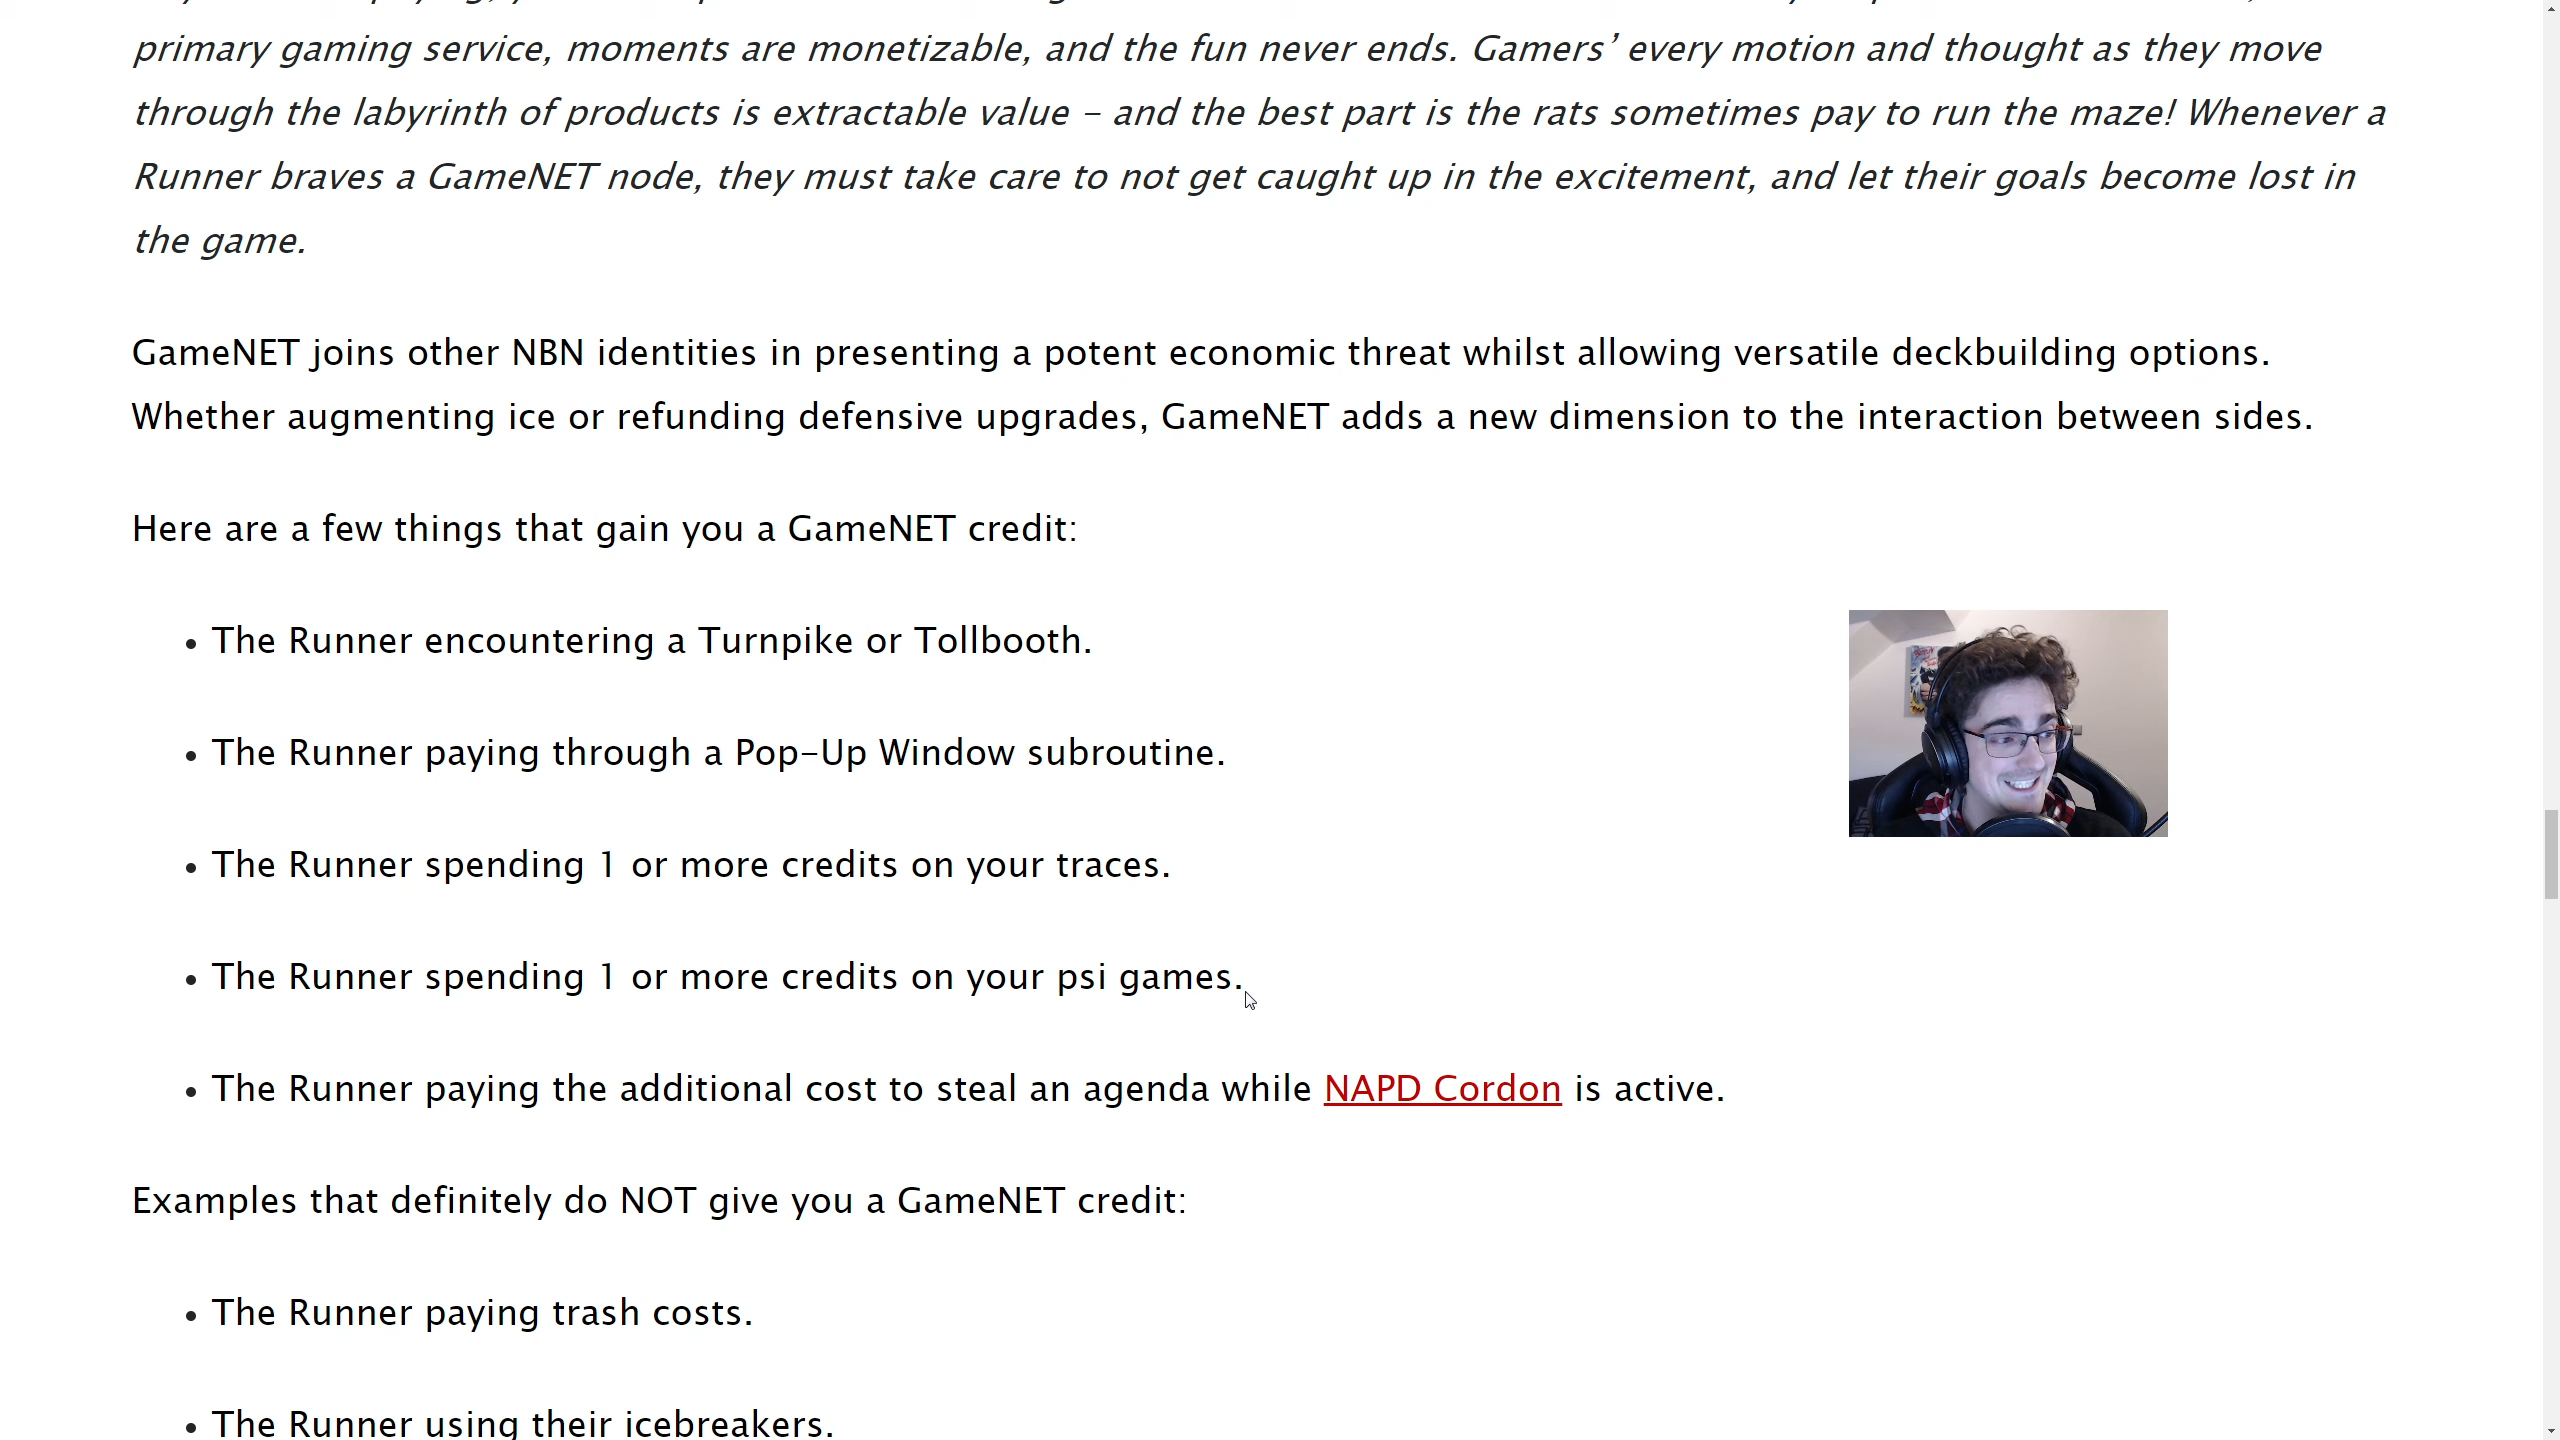 primary gaming service, moments are monetizable, and the fun never ends. Gamers’ every motion and thought as they move
through the labyrinth of products is extractable value – and the best part is the rats sometimes pay to run the maze! Whenever a
Runner braves a GameNET node, they must take care to not get caught up in the excitement, and let their goals become lost in
the game.
GameNET joins other NBN identities in presenting a potent economic threat whilst allowing versatile deckbuilding options.
Whether augmenting ice or refunding defensive upgrades, GameNET adds a new dimension to the interaction between sides.
Here are a few things that gain you a GameNET credit:
• The Runner encountering a Turnpike or Tollbooth.
• The Runner paying through a Pop-Up Window subroutine.
• The Runner spending 1 or more credits on your traces.
• The Runner spending 1 or more credits on your psi games.
• The Runner paying the additional cost to steal an agenda while NAPD Cordon is active.
Examples that definitely do NOT give you a GameNET credit:
• The Runner paying trash costs.
• The Runner using their icebreakers.